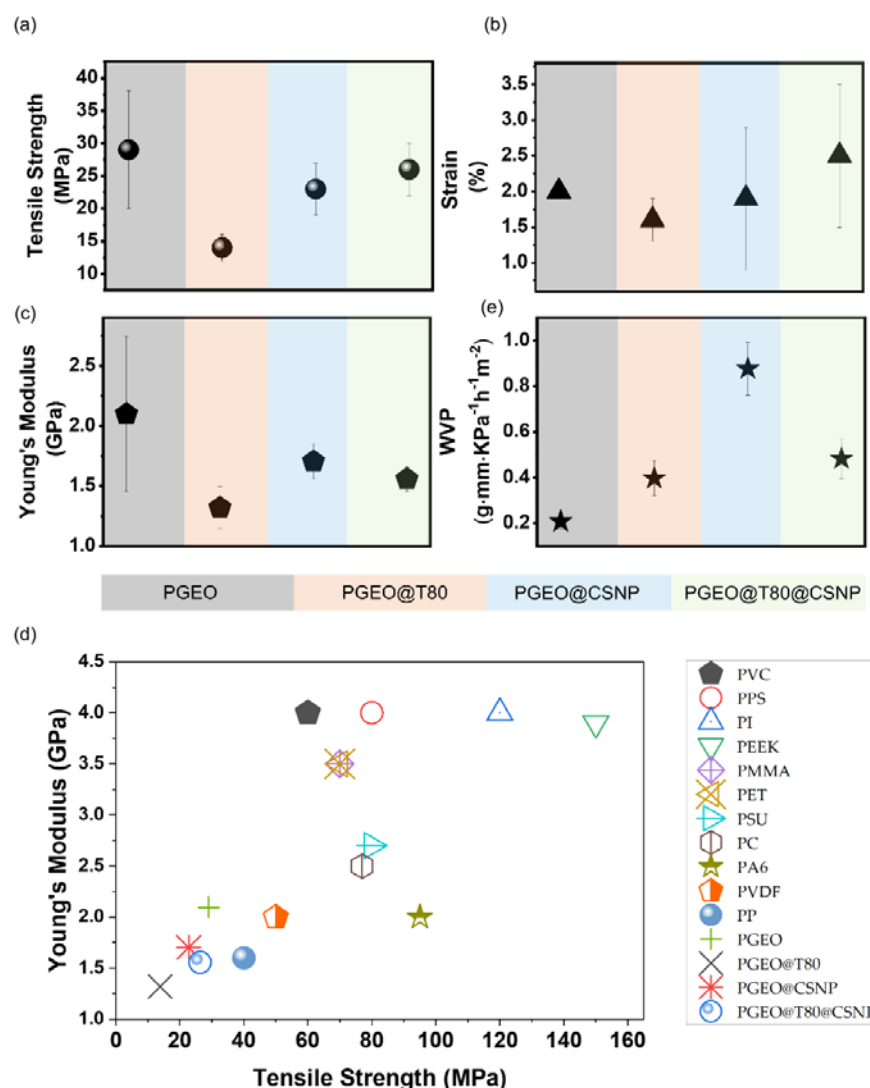 (a)
(b)
Tensile Strength
(MPa)
40
35
30
25
20
15
10
Strain
(%)
3.5
3.0
2.5
2.0
1.5
1.0
(c)
(e)
Young's Modulus
(GPa)
2.5
2.0
1.5
1.0
WVP
(g·mm·KPa⁻¹h⁻¹m⁻²)
1.0
0.8
0.6
0.4
0.2
PGEO PGEO@T80 PGEO@CSNP PGEO@T80@CSNP
(d)
Young's Modulus (GPa)
4.5
4.0
3.5
3.0
2.5
2.0
1.5
1.0
0 20 40 60 80 100 120 140 160
Tensile Strength (MPa)
PVC
PPS
PI
PEEK
PMMA
PET
PSU
PC
PA6
PVDF
PP
PGEO
PGEO@T80
PGEO@CSNP
PGEO@T80@CSNP